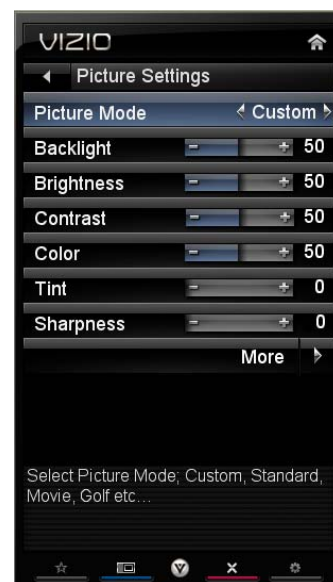 VIZIO
Picture Settings
Picture Mode Custom
Backlight - + 50
Brightness - + 50
Contrast - + 50
Color - + 50
Tint - + 0
Sharpness - + 0
More
Select Picture Mode; Custom, Standard,
Movie, Golf etc...
V